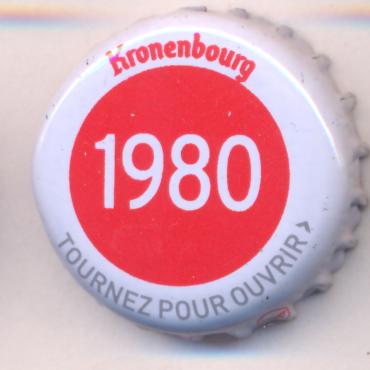 Kronenbourg
1980
TOURNEZ POUR OUVRIR >